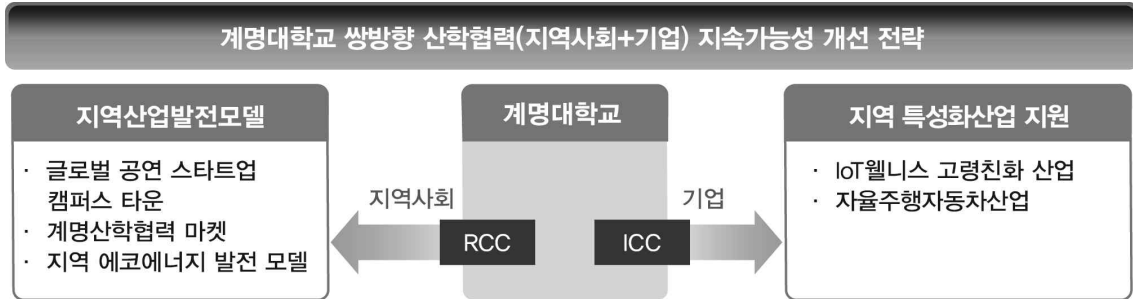 계명대학교 쌍방향 산학협력(지역사회+기업) 지속가능성 개선 전략
지역산업발전모델
· 글로벌 공연 스타트업
캠퍼스 타운
· 계명산학협력 마켓
· 지역 에코에너지 발전 모델
계명대학교
지역사회
RCC
기업
ICC
지역 특성화산업 지원
· IoT웰니스 고령친화 산업
· 자율주행자동차산업